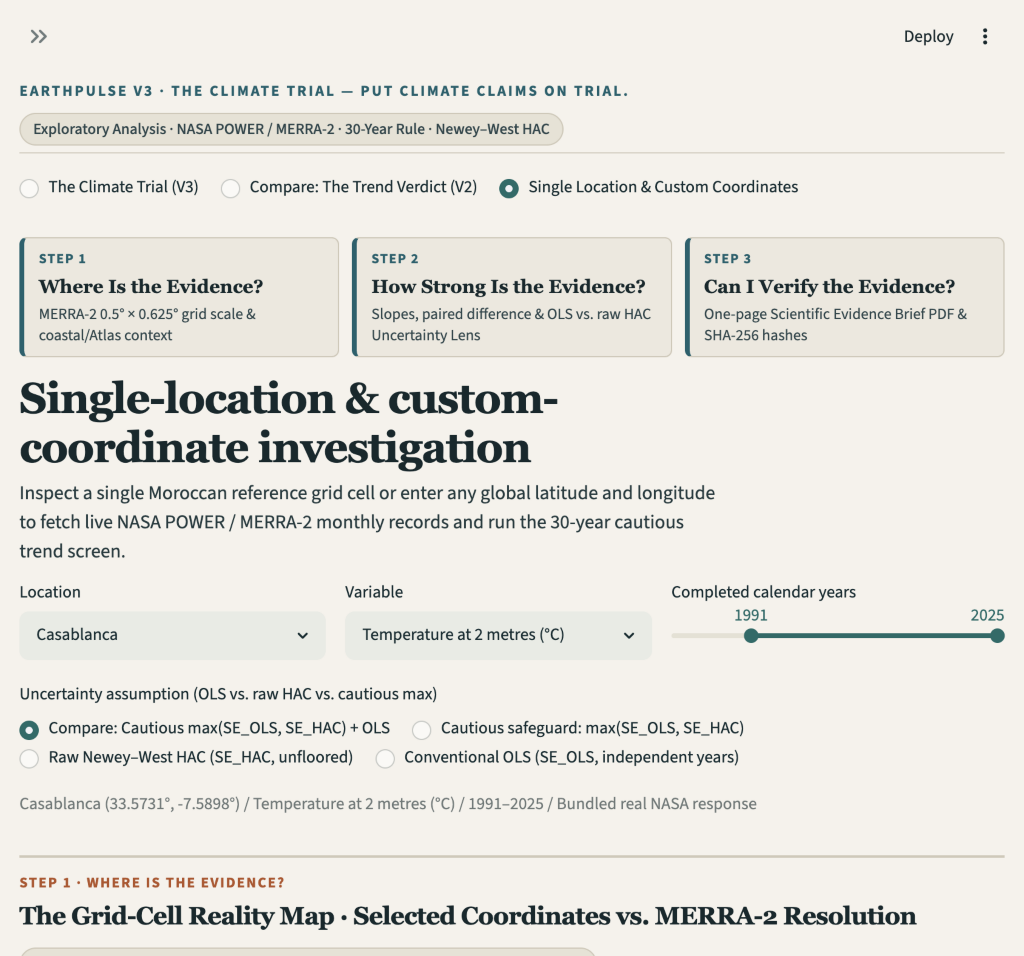 Deploy
EARTHPULSE V3 · THE CLIMATE TRIAL — PUT CLIMATE CLAIMS ON TRIAL.
Exploratory Analysis · NASA POWER / MERRA-2 · 30-Year Rule · Newey–West HAC
The Climate Trial (V3)
Compare: The Trend Verdict (V2)
Single Location & Custom Coordinates
STEP 1
Where Is the Evidence?
MERRA-2 0.5° × 0.625° grid scale &
coastal/Atlas context
STEP 2
How Strong Is the Evidence?
Slopes, paired difference & OLS vs. raw HAC
Uncertainty Lens
STEP 3
Can I Verify the Evidence?
One-page Scientific Evidence Brief PDF &
SHA-256 hashes
Single-location & custom-
coordinate investigation
Inspect a single Moroccan reference grid cell or enter any global latitude and longitude
to fetch live NASA POWER / MERRA-2 monthly records and run the 30-year cautious
trend screen.
Location
Casablanca
Variable
Temperature at 2 metres (°C)
Completed calendar years
1991
2025
Uncertainty assumption (OLS vs. raw HAC vs. cautious max)
Compare: Cautious max(SE_OLS, SE_HAC) + OLS
Cautious safeguard: max(SE_OLS, SE_HAC)
Raw Newey–West HAC (SE_HAC, unfloored)
Conventional OLS (SE_OLS, independent years)
Casablanca (33.5731°, -7.5898°) / Temperature at 2 metres (°C) / 1991–2025 / Bundled real NASA response
STEP 1 · WHERE IS THE EVIDENCE?
The Grid-Cell Reality Map · Selected Coordinates vs. MERRA-2 Resolution